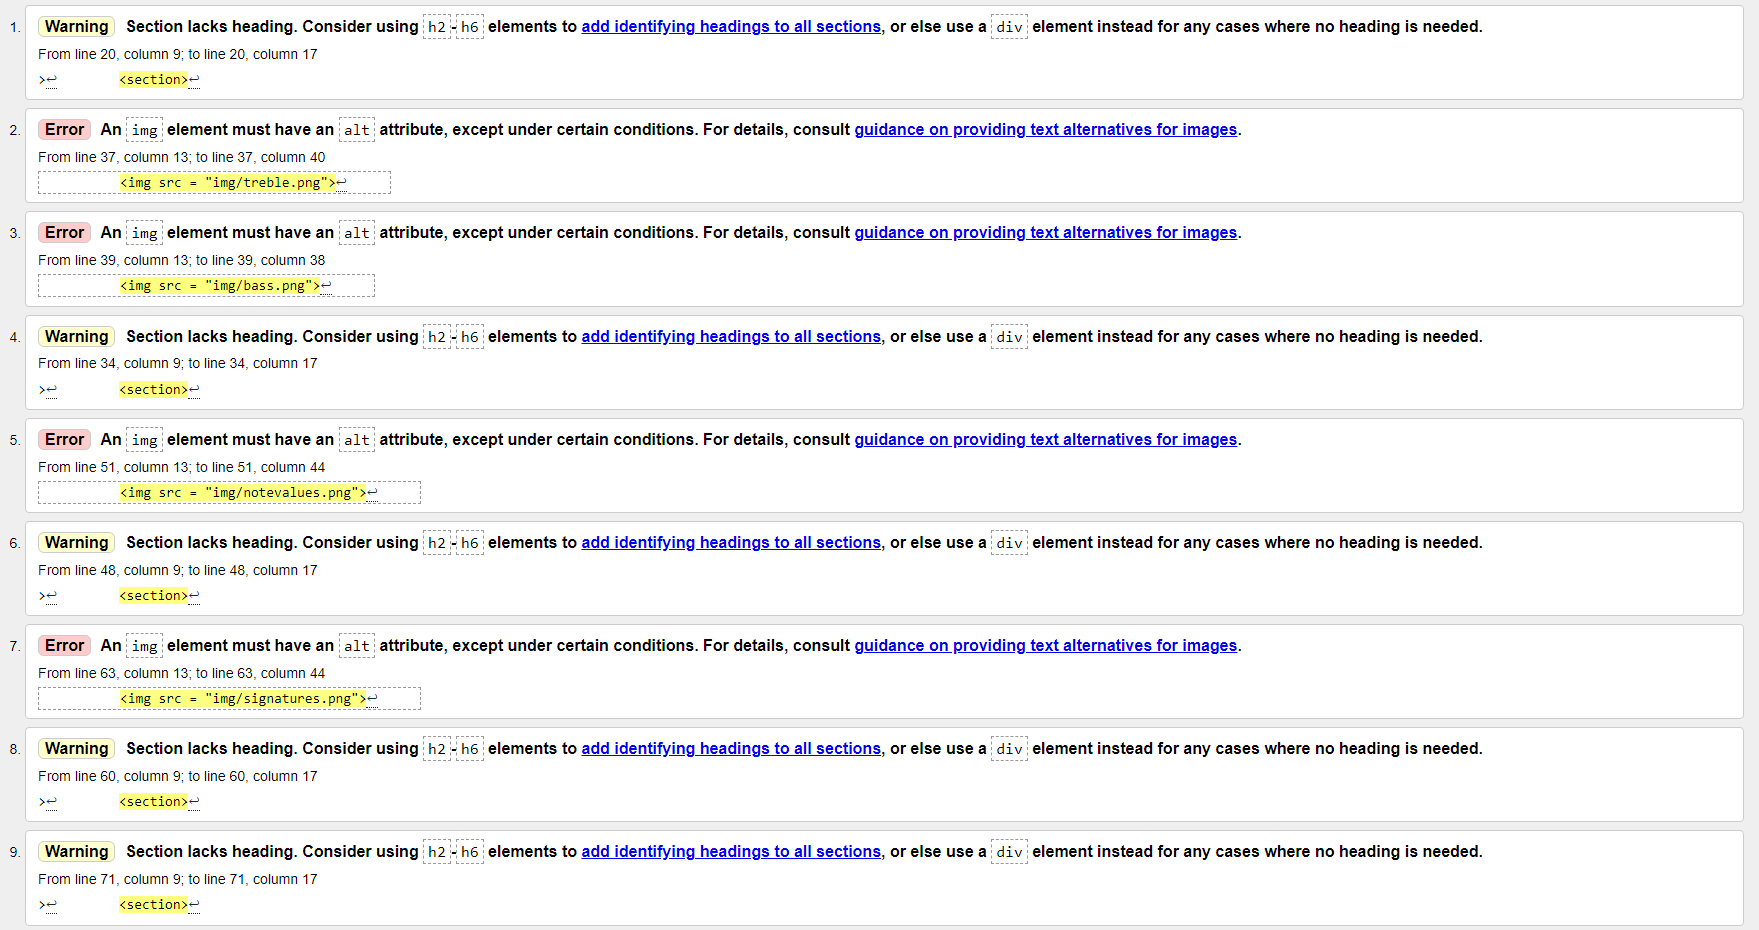 1. Warning Section lacks heading. Consider using h2-h6 elements to add identifying headings to all sections, or else use a div element instead for any cases where no heading is needed.
From line 20, column 9; to line 20, column 17
>↩ <section>↩
2. Error An img element must have an alt attribute, except under certain conditions. For details, consult guidance on providing text alternatives for images.
From line 37, column 13; to line 37, column 40
<img src = "img/treble.png">↩
3. Error An img element must have an alt attribute, except under certain conditions. For details, consult guidance on providing text alternatives for images.
From line 39, column 13; to line 39, column 38
<img src = "img/bass.png">↩
4. Warning Section lacks heading. Consider using h2-h6 elements to add identifying headings to all sections, or else use a div element instead for any cases where no heading is needed.
From line 34, column 9; to line 34, column 17
>↩ <section>↩
5. Error An img element must have an alt attribute, except under certain conditions. For details, consult guidance on providing text alternatives for images.
From line 51, column 13; to line 51, column 44
<img src = "img/notevalues.png">↩
6. Warning Section lacks heading. Consider using h2-h6 elements to add identifying headings to all sections, or else use a div element instead for any cases where no heading is needed.
From line 48, column 9; to line 48, column 17
>↩ <section>↩
7. Error An img element must have an alt attribute, except under certain conditions. For details, consult guidance on providing text alternatives for images.
From line 63, column 13; to line 63, column 44
<img src = "img/signatures.png">↩
8. Warning Section lacks heading. Consider using h2-h6 elements to add identifying headings to all sections, or else use a div element instead for any cases where no heading is needed.
From line 60, column 9; to line 60, column 17
>↩ <section>↩
9. Warning Section lacks heading. Consider using h2-h6 elements to add identifying headings to all sections, or else use a div element instead for any cases where no heading is needed.
From line 71, column 9; to line 71, column 17
>↩ <section>↩